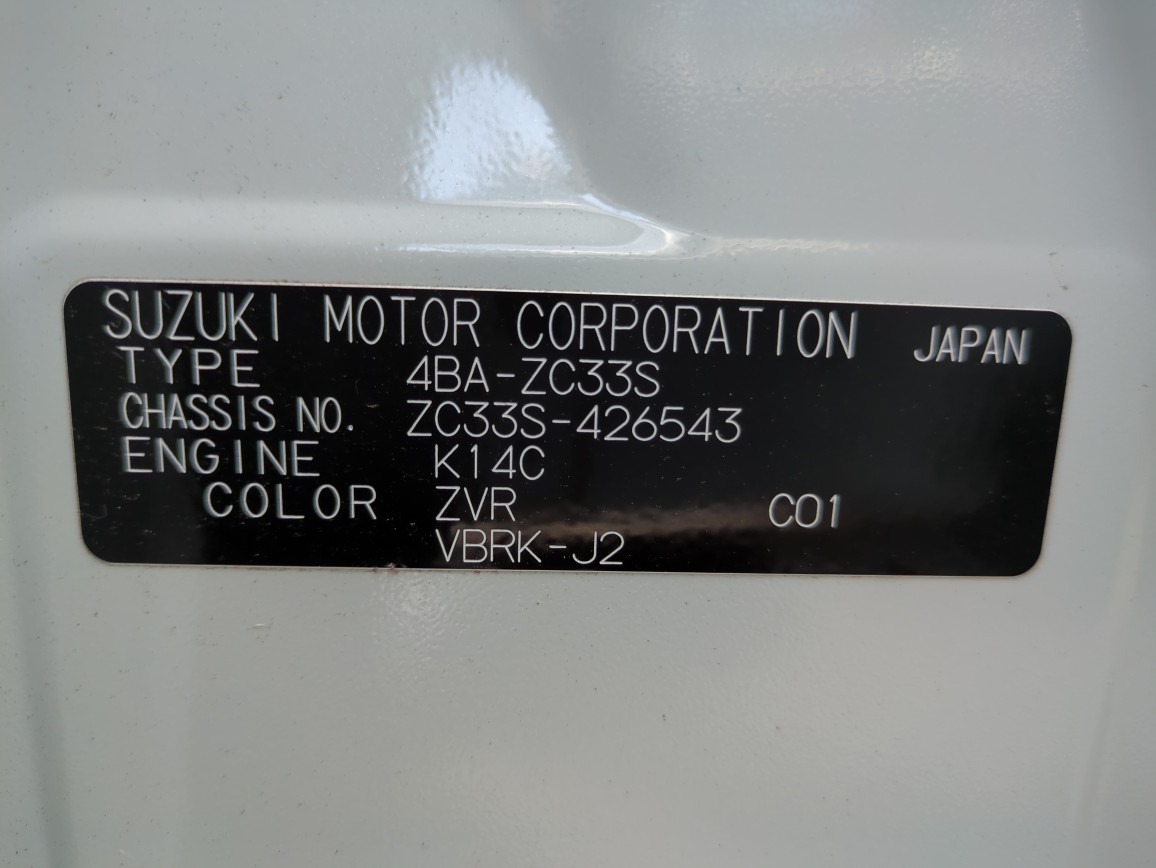 SUZUKI MOTOR CORPORATION JAPAN
TYPE 4BA-ZC33S
CHASSIS NO. ZC33S-426543
ENGINE K14C
COLOR ZVR C01
VBRK-J2